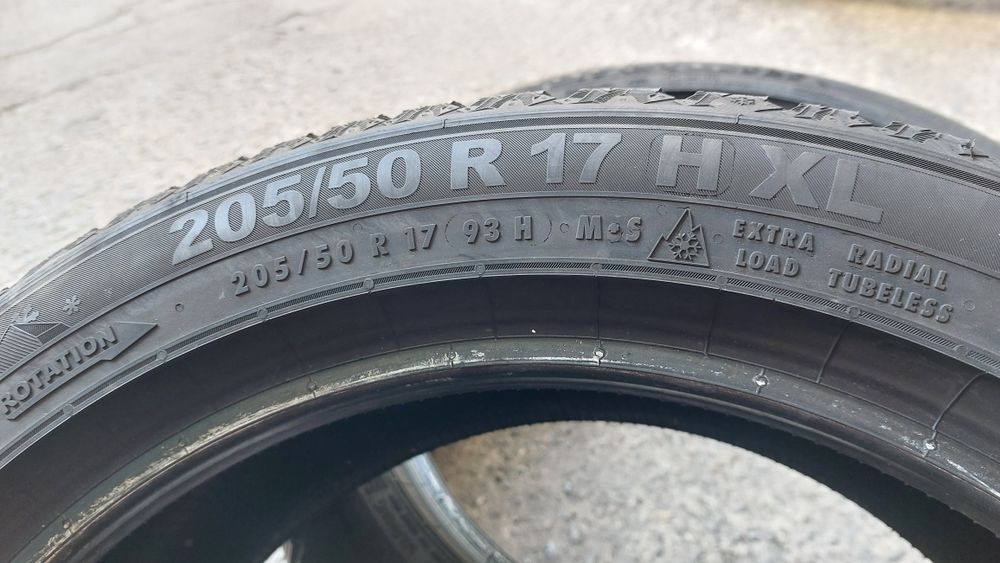 205/50 R 17 H XL
205/50 R 17 (93 H) · M+S
EXTRA
LOAD
RADIAL
TUBELESS
ROTATION